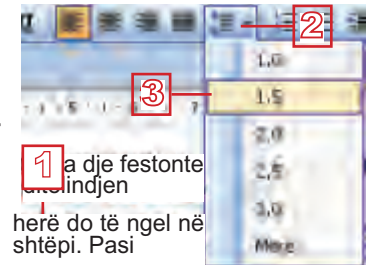 2
1,0
3
1,5
2,0
2,5
3,0
More
1 a dje festonte
ditëlindjen
herë do të ngel në
shtëpi. Pasi